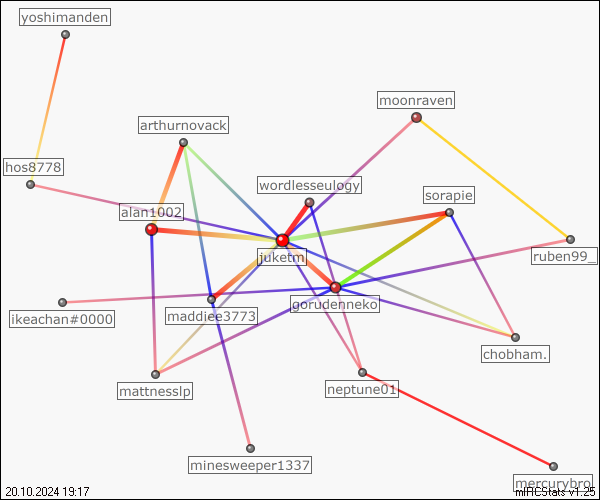 yoshimanden
moonraven
arthurnovack
hos8778
wordlesseulogy
sorapie
alan1002
juketm
ruben99_
gorudenneko
ikeachan#0000
maddiee3773
chobham.
mattnesslp
neptune01
minesweeper1337
mercurybro
20.10.2024 19:17
mIRCStats v1.25